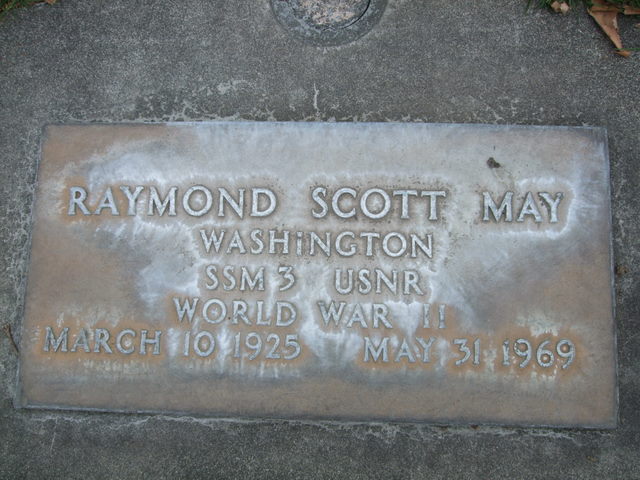 RAYMOND SCOTT MAY
WASHINGTON
SSM 3 USNR
WORLD WAR II
MARCH 10 1925 MAY 31 1969